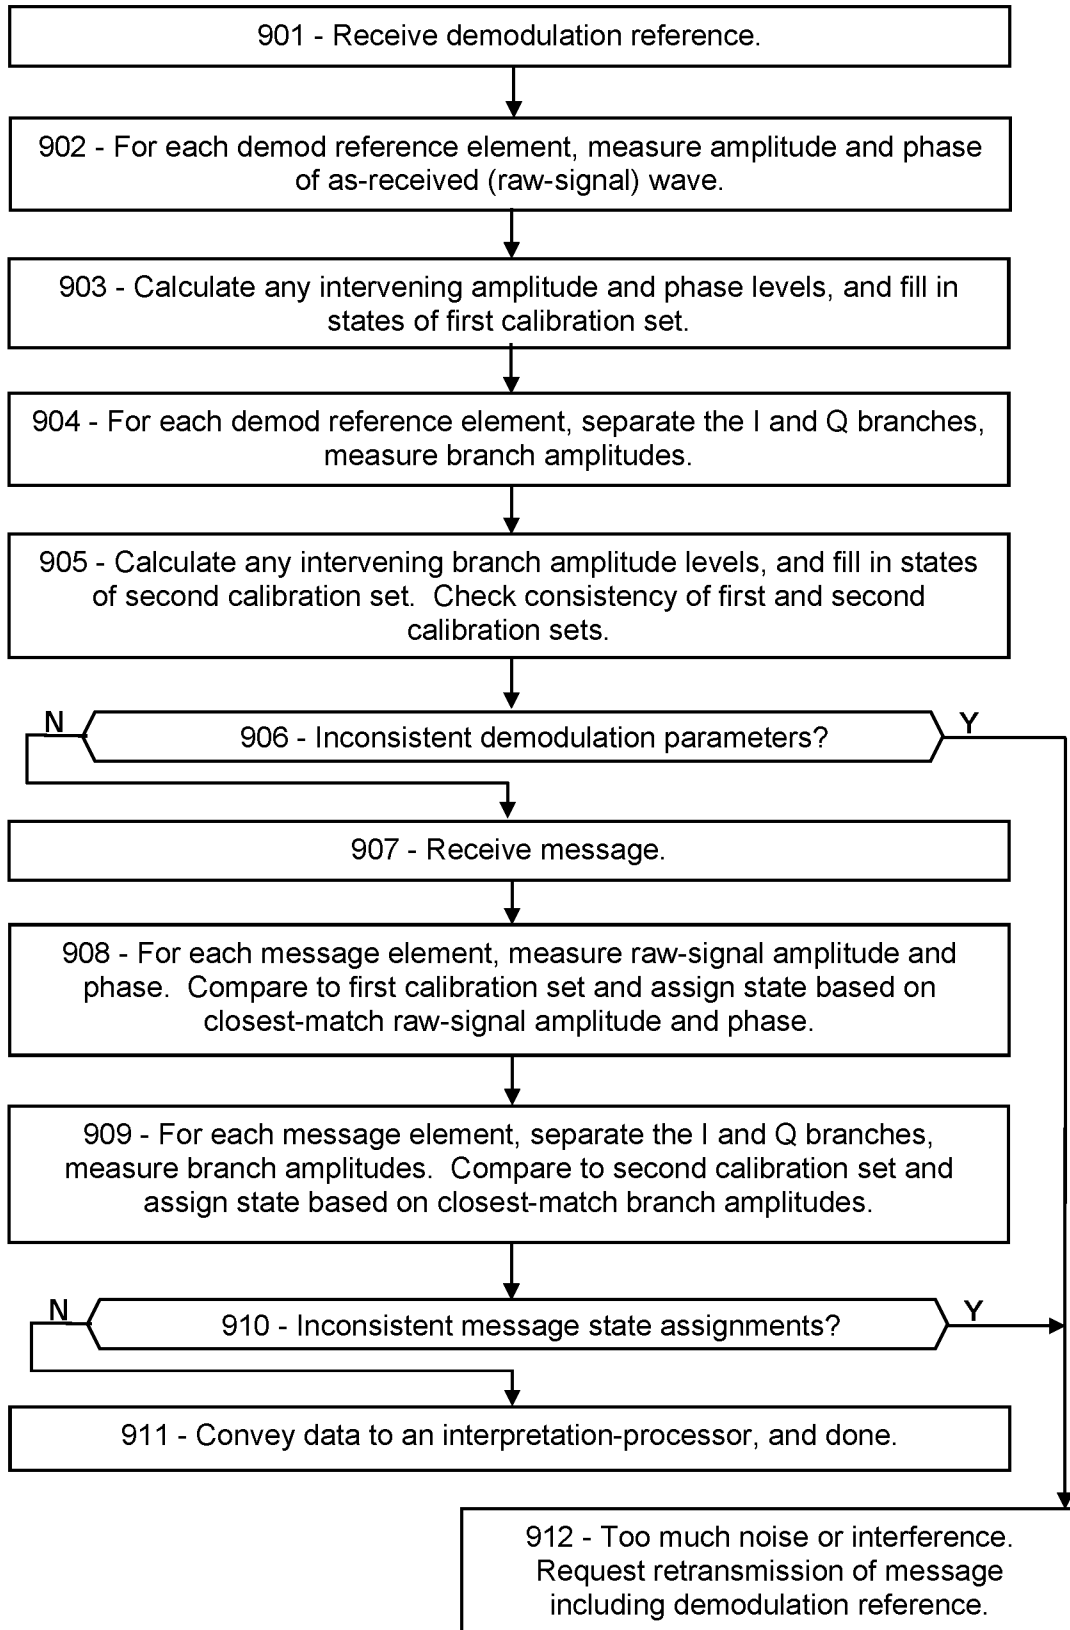 901 - Receive demodulation reference.
902 - For each demod reference element, measure amplitude and phase
of as-received (raw-signal) wave.
903 - Calculate any intervening amplitude and phase levels, and fill in
states of first calibration set.
904 - For each demod reference element, separate the I and Q branches,
measure branch amplitudes.
905 - Calculate any intervening branch amplitude levels, and fill in states
of second calibration set.  Check consistency of first and second
calibration sets.
N
Y
906 - Inconsistent demodulation parameters?
907 - Receive message.
908 - For each message element, measure raw-signal amplitude and
phase.  Compare to first calibration set and assign state based on
closest-match raw-signal amplitude and phase.
909 - For each message element, separate the I and Q branches,
measure branch amplitudes.  Compare to second calibration set and
assign state based on closest-match branch amplitudes.
N
Y
910 - Inconsistent message state assignments?
911 - Convey data to an interpretation-processor, and done.
912 - Too much noise or interference.
Request retransmission of message
including demodulation reference.